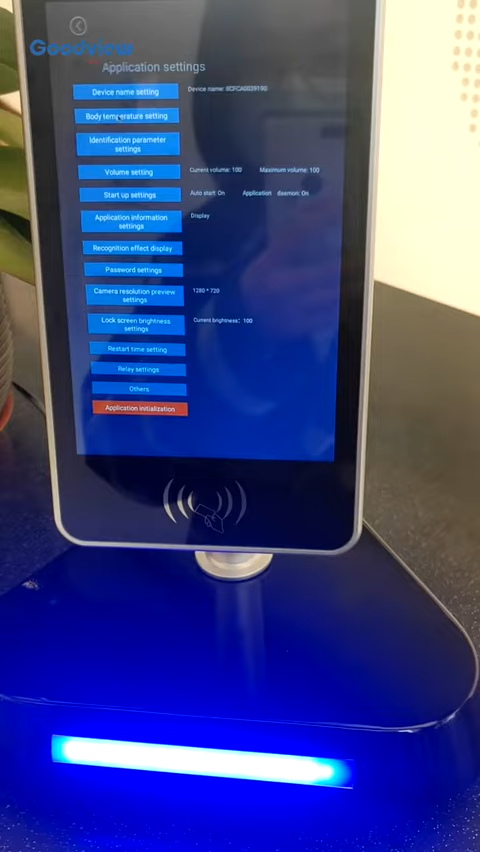 Goodview
Application settings
Device name setting
Body temperature setting
Identification parameter
settings
Volume setting
Current volume: 100 Maximum volume: 100
Start up settings
Auto start: On Application daemon: On
Application information
settings
Display
Recognition effect display
Password settings
Camera resolution preview
settings
1280 * 720
Lock screen brightness
settings
Current brightness: 100
Restart time setting
Relay settings
Others
Application initialization